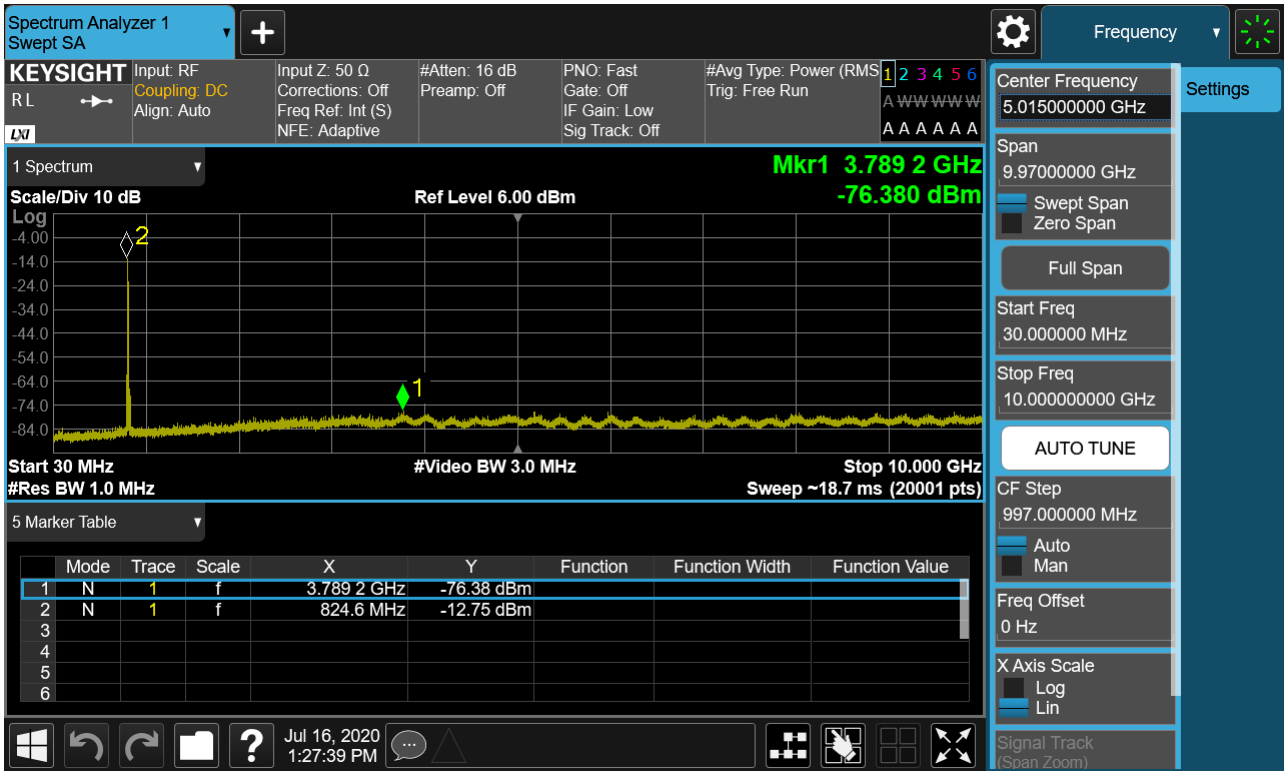 Spectrum Analyzer 1
Swept SA
+
Frequency
KEYSIGHT
R L
LXI
Input: RF
Coupling: DC
Align: Auto
Input Z: 50 Ω
Corrections: Off
Freq Ref: Int (S)
NFE: Adaptive
#Atten: 16 dB
Preamp: Off
PNO: Fast
Gate: Off
IF Gain: Low
Sig Track: Off
#Avg Type: Power (RMS
Trig: Free Run
1 2 3 4 5 6
A W W W W W
A A A A A A
1 Spectrum
Mkr1 3.789 2 GHz
Scale/Div 10 dB
Ref Level 6.00 dBm
-76.380 dBm
Log
-4.00
-14.0
-24.0
-34.0
-44.0
-54.0
-64.0
-74.0
-84.0
2
1
Start 30 MHz
#Video BW 3.0 MHz
Stop 10.000 GHz
#Res BW 1.0 MHz
Sweep ~18.7 ms (20001 pts)
5 Marker Table
Mode Trace Scale X Y Function Function Width Function Value
1 N 1 f 3.789 2 GHz -76.38 dBm
2 N 1 f 824.6 MHz -12.75 dBm
3
4
5
6
?
Jul 16, 2020
1:27:39 PM
Center Frequency
5.015000000 GHz
Settings
Span
9.97000000 GHz
Swept Span
Zero Span
Full Span
Start Freq
30.000000 MHz
Stop Freq
10.000000000 GHz
AUTO TUNE
CF Step
997.000000 MHz
Auto
Man
Freq Offset
0 Hz
X Axis Scale
Log
Lin
Signal Track
(Span Zoom)